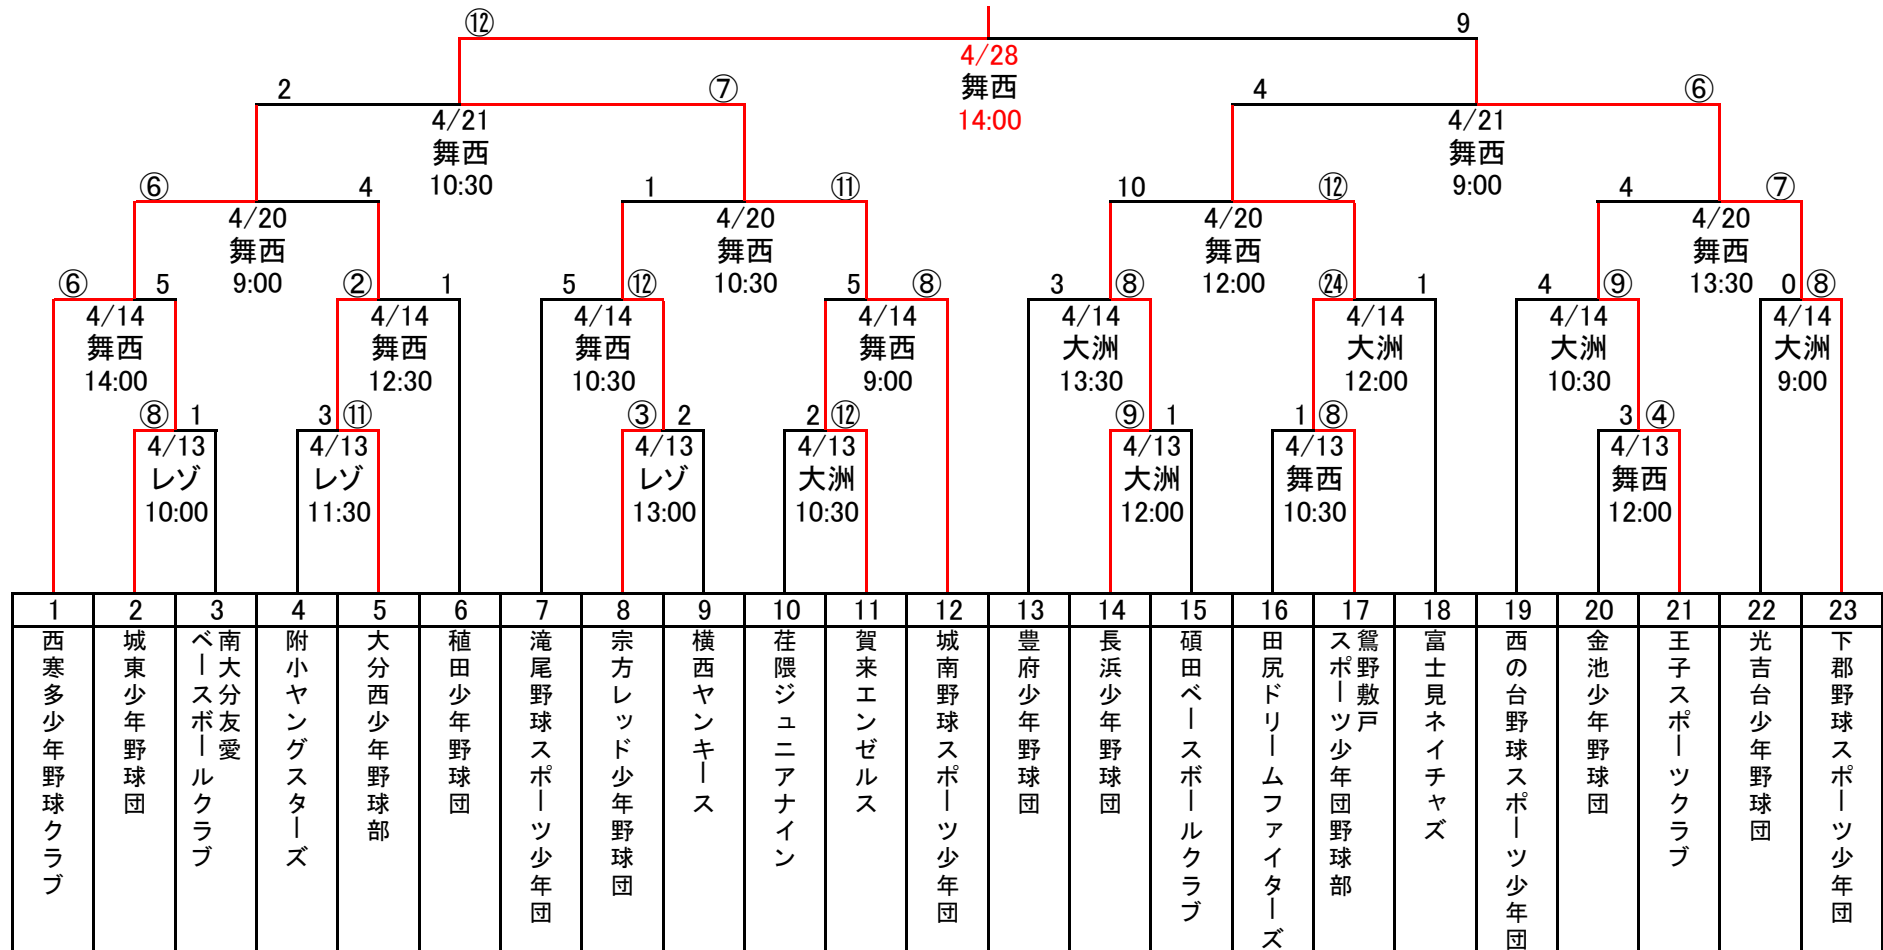 ⑫ 9
4/28
舞西
14:00
2 ⑦ 4 ⑥
4/21 4/21
舞西 舞西
10:30 9:00
⑥ 4 1 ⑪ 10 ⑫ 4 ⑦
4/20 4/20 4/20 4/20
舞西 舞西 舞西 舞西
9:00 10:30 12:00 13:30
⑥ 5 ② 1 5 ⑫ 5 ⑧ 3 ⑧ ㉔ 1 4 ⑨ 0 ⑧
4/14 4/14 4/14 4/14 4/14 4/14 4/14 4/14
舞西 舞西 舞西 舞西 大洲 大洲 大洲 大洲
14:00 12:30 10:30 9:00 13:30 12:00 10:30 9:00
⑧ 1 3 ⑪ ③ 2 2 ⑫ ⑨ 1 1 ⑧ 3 ④
4/13 4/13 4/13 4/13 4/13 4/13 4/13
レゾ レゾ レゾ 大洲 大洲 舞西 舞西
10:00 11:30 13:00 10:30 12:00 10:30 12:00
1 2 3 4 5 6 7 8 9 10 11 12 13 14 15 16 17 18 19 20 21 22 23
西寒多少年野球クラブ
城東少年野球団
南大分友愛
ベースボールクラブ
附小ヤングスターズ
大分西少年野球部
稙田少年野球団
滝尾野球スポーツ少年団
宗方レッド少年野球団
横西ヤンキース
荏隈ジュニアナイン
賀来エンゼルス
城南野球スポーツ少年団
豊府少年野球団
長浜少年野球団
碩田ベースボールクラブ
田尻ドリームファイターズ
鴛野敷戸
スポーツ少年団野球部
富士見ネイチャズ
西の台野球スポーツ少年団
金池少年野球団
王子スポーツクラブ
光吉台少年野球団
下郡野球スポーツ少年団